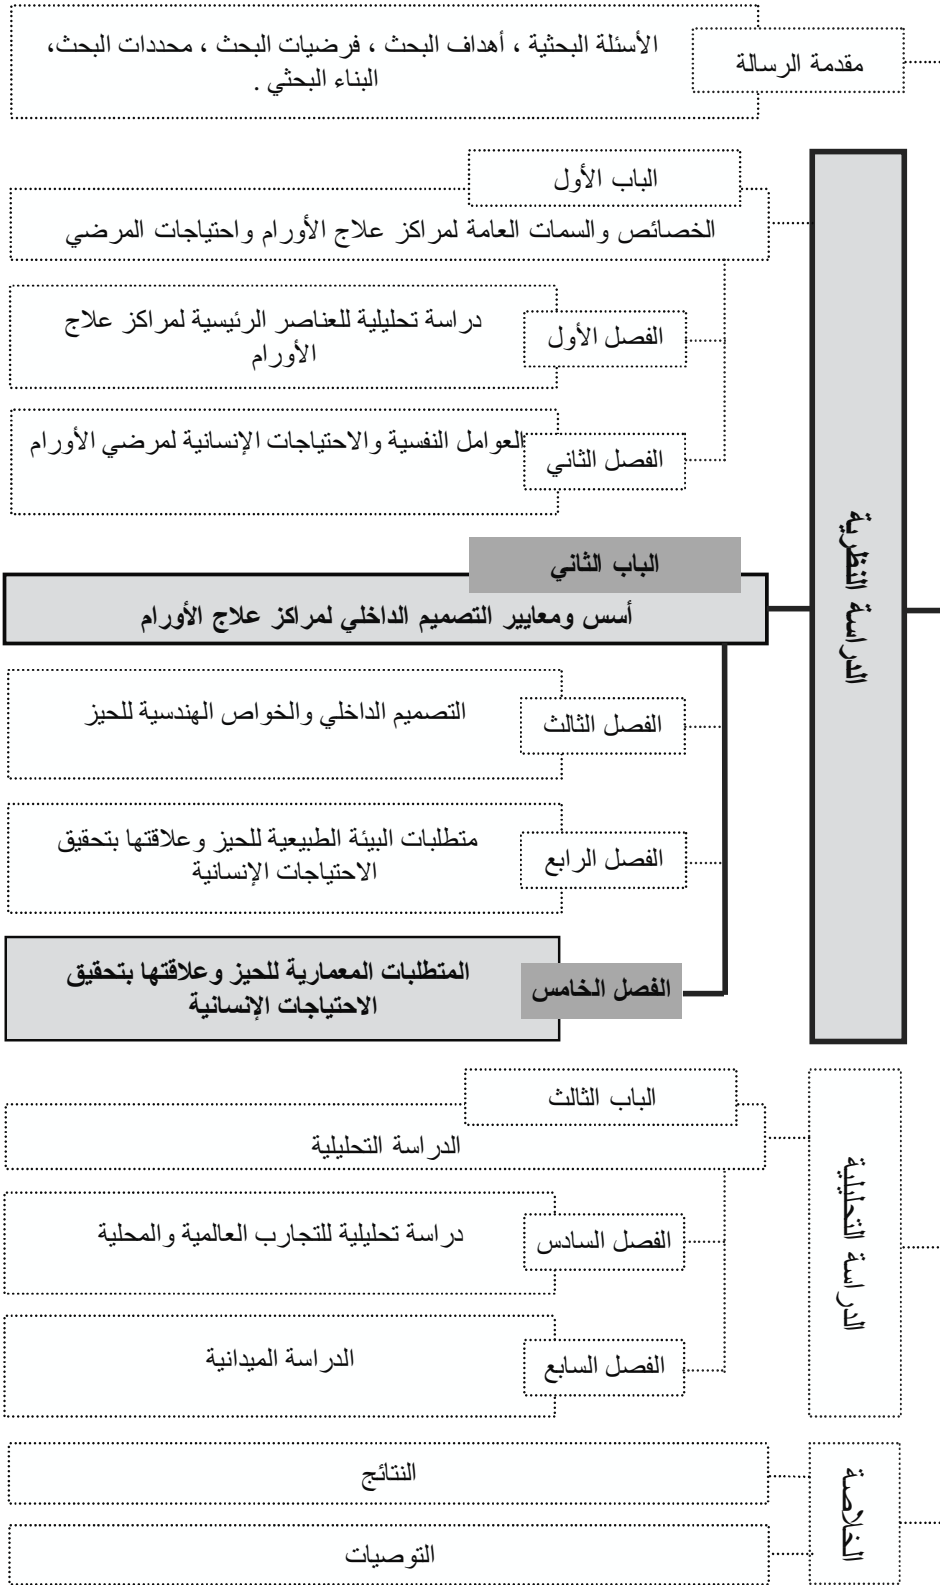 مقدمة الرسالة
الأسئلة البحثية ، أهداف البحث ، فرضيات البحث ، محددات البحث،
البناء البحثي .
الدراسة النظرية
الباب الأول
الخصائص والسمات العامة لمراكز علاج الأورام واحتياجات المرضي
الفصل الأول
دراسة تحليلية للعناصر الرئيسية لمراكز علاج
الأورام
الفصل الثاني
العوامل النفسية والاحتياجات الإنسانية لمرضي الأورام
الباب الثاني
أسس ومعايير التصميم الداخلي لمراكز علاج الأورام
الفصل الثالث
التصميم الداخلي والخواص الهندسية للحيز
الفصل الرابع
متطلبات البيئة الطبيعية للحيز وعلاقتها بتحقيق
الاحتياجات الإنسانية
الفصل الخامس
المتطلبات المعمارية للحيز وعلاقتها بتحقيق
الاحتياجات الإنسانية
الدراسة التحليلية
الباب الثالث
الدراسة التحليلية
الفصل السادس
دراسة تحليلية للتجارب العالمية والمحلية
الفصل السابع
الدراسة الميدانية
الخلاصة
النتائج
التوصيات